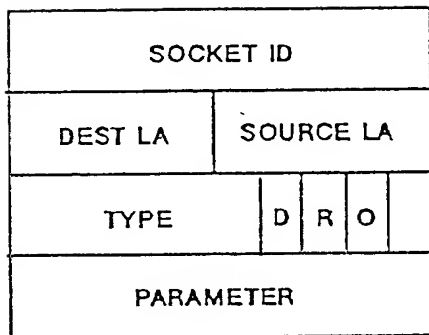 SOCKET ID
DEST LA SOURCE LA
TYPE D R O
PARAMETER